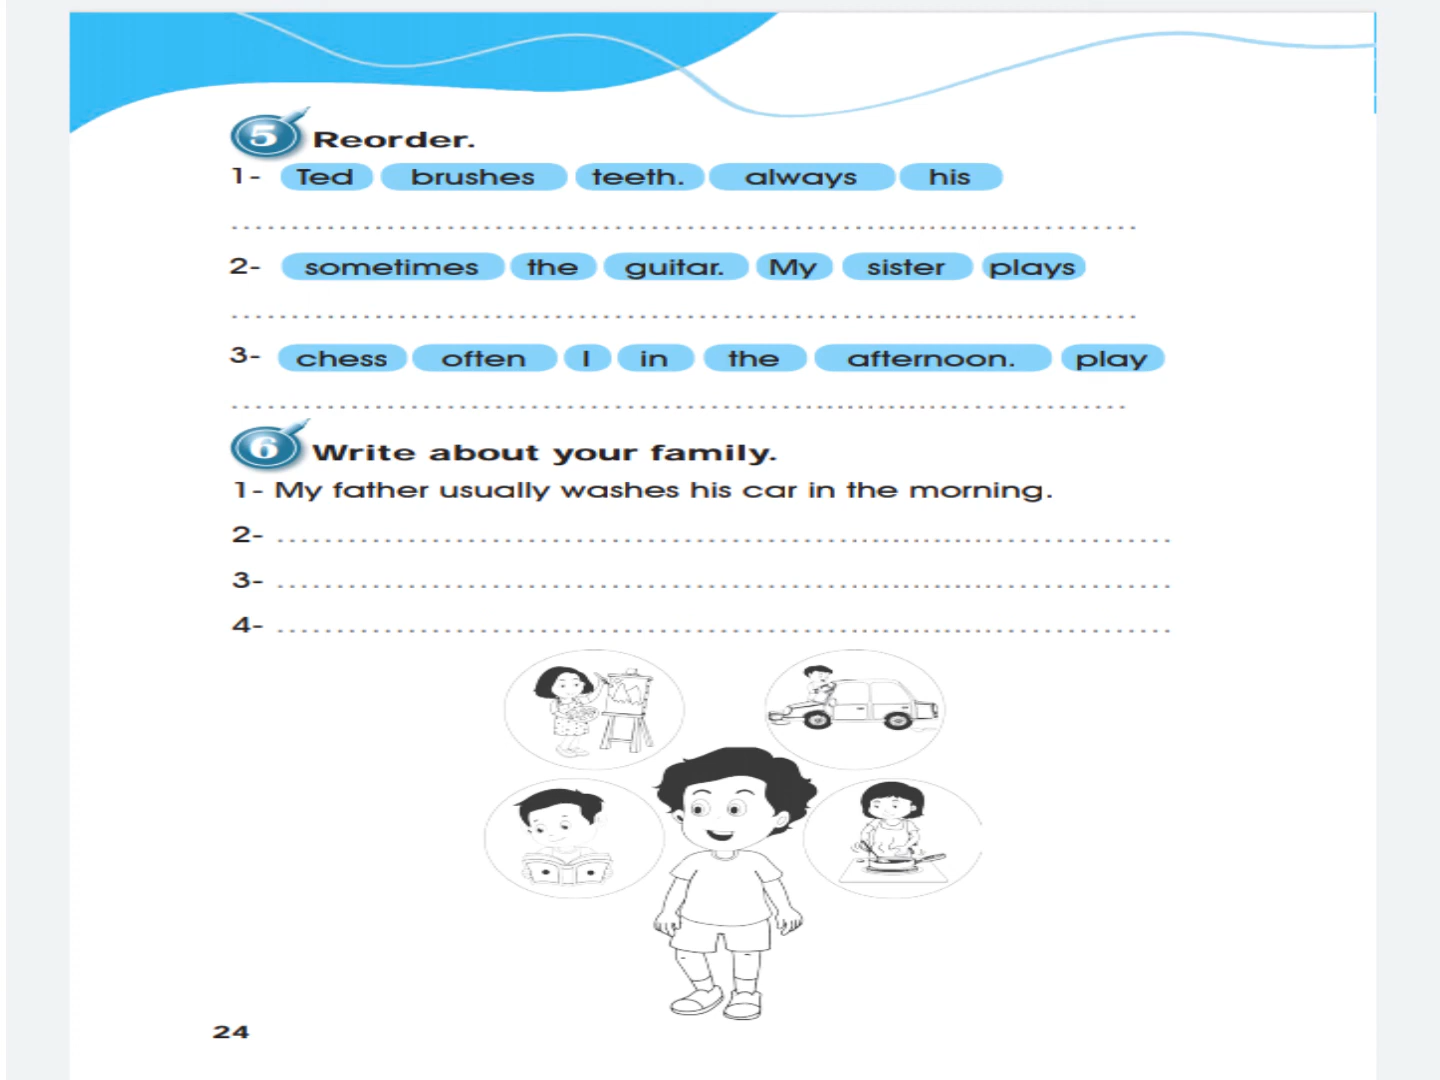 5 Reorder.
1- Ted brushes teeth. always his
2- sometimes the guitar. My sister plays
3- chess often I in the afternoon. play
6 Write about your family.
1- My father usually washes his car in the morning.
2-
3-
4-
24